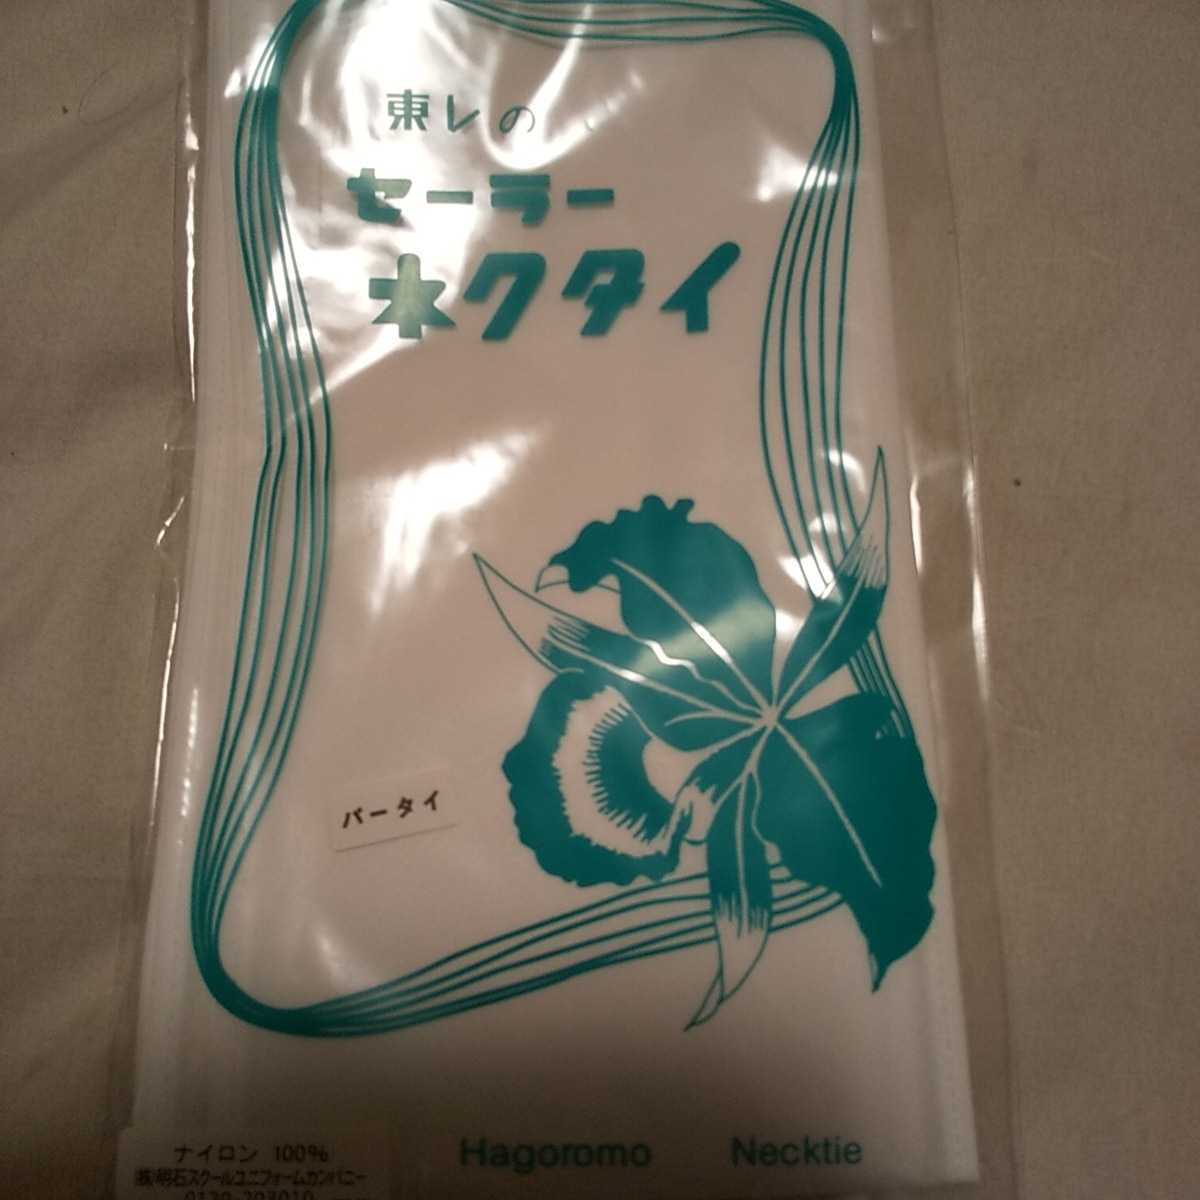 東レの
セーラー
ネクタイ
パータイ
Hagoromo Necktie
ナイロン 100%
㈱明石スクールユニフォームカンパニー